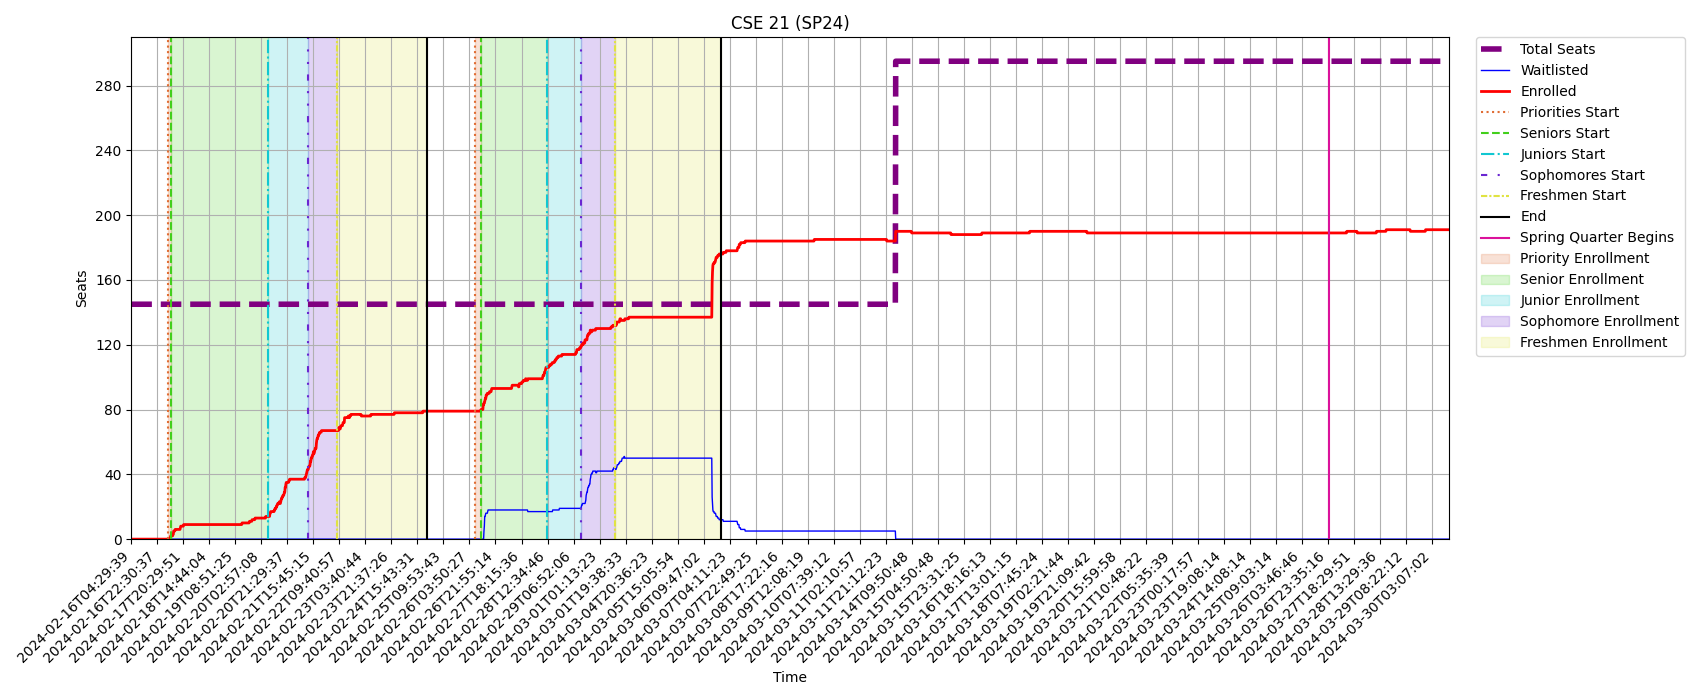 CSE 21 (SP24)
Seats
280
240
200
160
120
80
40
0
2024-02-16T04:29:39
2024-02-16T22:30:37
2024-02-17T20:29:51
2024-02-18T14:44:04
2024-02-19T08:51:25
2024-02-20T02:57:08
2024-02-20T21:29:37
2024-02-21T15:45:15
2024-02-22T09:40:57
2024-02-23T03:40:44
2024-02-23T21:37:26
2024-02-24T15:43:31
2024-02-25T09:53:43
2024-02-26T03:50:27
2024-02-26T21:55:14
2024-02-27T18:15:36
2024-02-28T12:34:46
2024-02-29T06:52:06
2024-03-01T01:13:23
2024-03-01T19:38:33
2024-03-04T20:36:23
2024-03-05T15:05:54
2024-03-06T09:47:02
2024-03-07T04:11:23
2024-03-07T22:49:25
2024-03-08T17:22:16
2024-03-09T12:08:19
2024-03-10T07:39:12
2024-03-11T02:10:57
2024-03-11T21:12:23
2024-03-14T09:50:48
2024-03-15T04:50:48
2024-03-15T23:31:25
2024-03-16T18:16:13
2024-03-17T13:01:15
2024-03-18T07:45:24
2024-03-19T02:21:44
2024-03-19T21:09:42
2024-03-20T15:59:58
2024-03-21T10:48:22
2024-03-22T05:35:39
2024-03-23T00:17:57
2024-03-23T19:08:14
2024-03-24T14:08:14
2024-03-25T09:03:14
2024-03-26T03:46:46
2024-03-26T23:35:16
2024-03-27T18:29:51
2024-03-28T13:29:36
2024-03-29T08:22:12
2024-03-30T03:07:02
Time
Total Seats
Waitlisted
Enrolled
Priorities Start
Seniors Start
Juniors Start
Sophomores Start
Freshmen Start
End
Spring Quarter Begins
Priority Enrollment
Senior Enrollment
Junior Enrollment
Sophomore Enrollment
Freshmen Enrollment